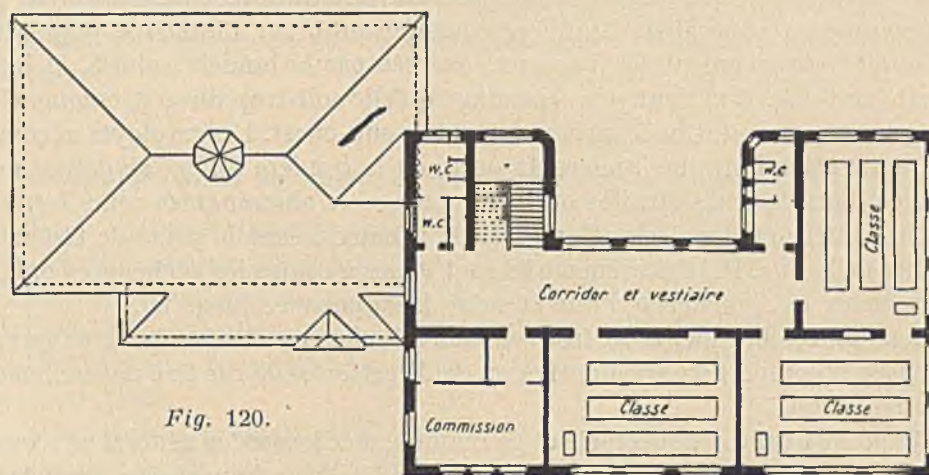 W.C
W.C
W.C
Classe
Corridor et vestiaire
Fig. 120.
Commission
Classe
Classe